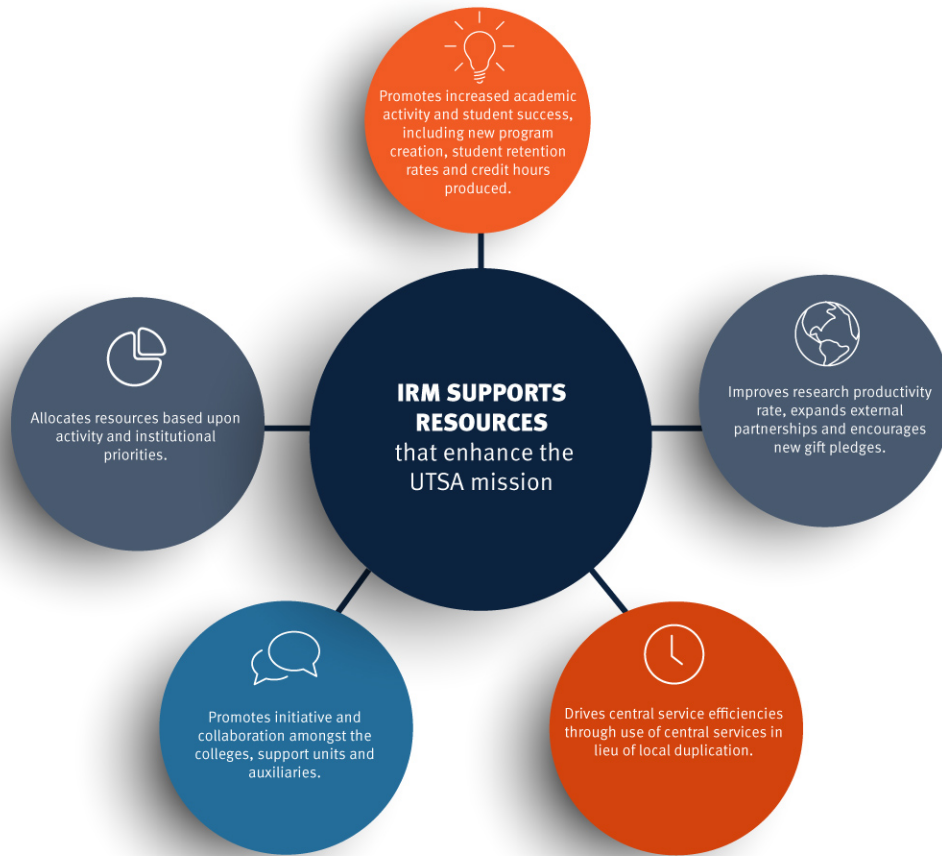 Promotes increased academic
activity and student success,
including new program
creation, student retention
rates and credit hours
produced.
IRM SUPPORTS
RESOURCES
that enhance the
UTSA mission
Improves research productivity
rate, expands external
partnerships and encourages
new gift pledges.
Allocates resources based upon
activity and institutional
priorities.
Promotes initiative and
collaboration amongst the
colleges, support units and
auxiliaries.
Drives central service efficiencies
through use of central services in
lieu of local duplication.